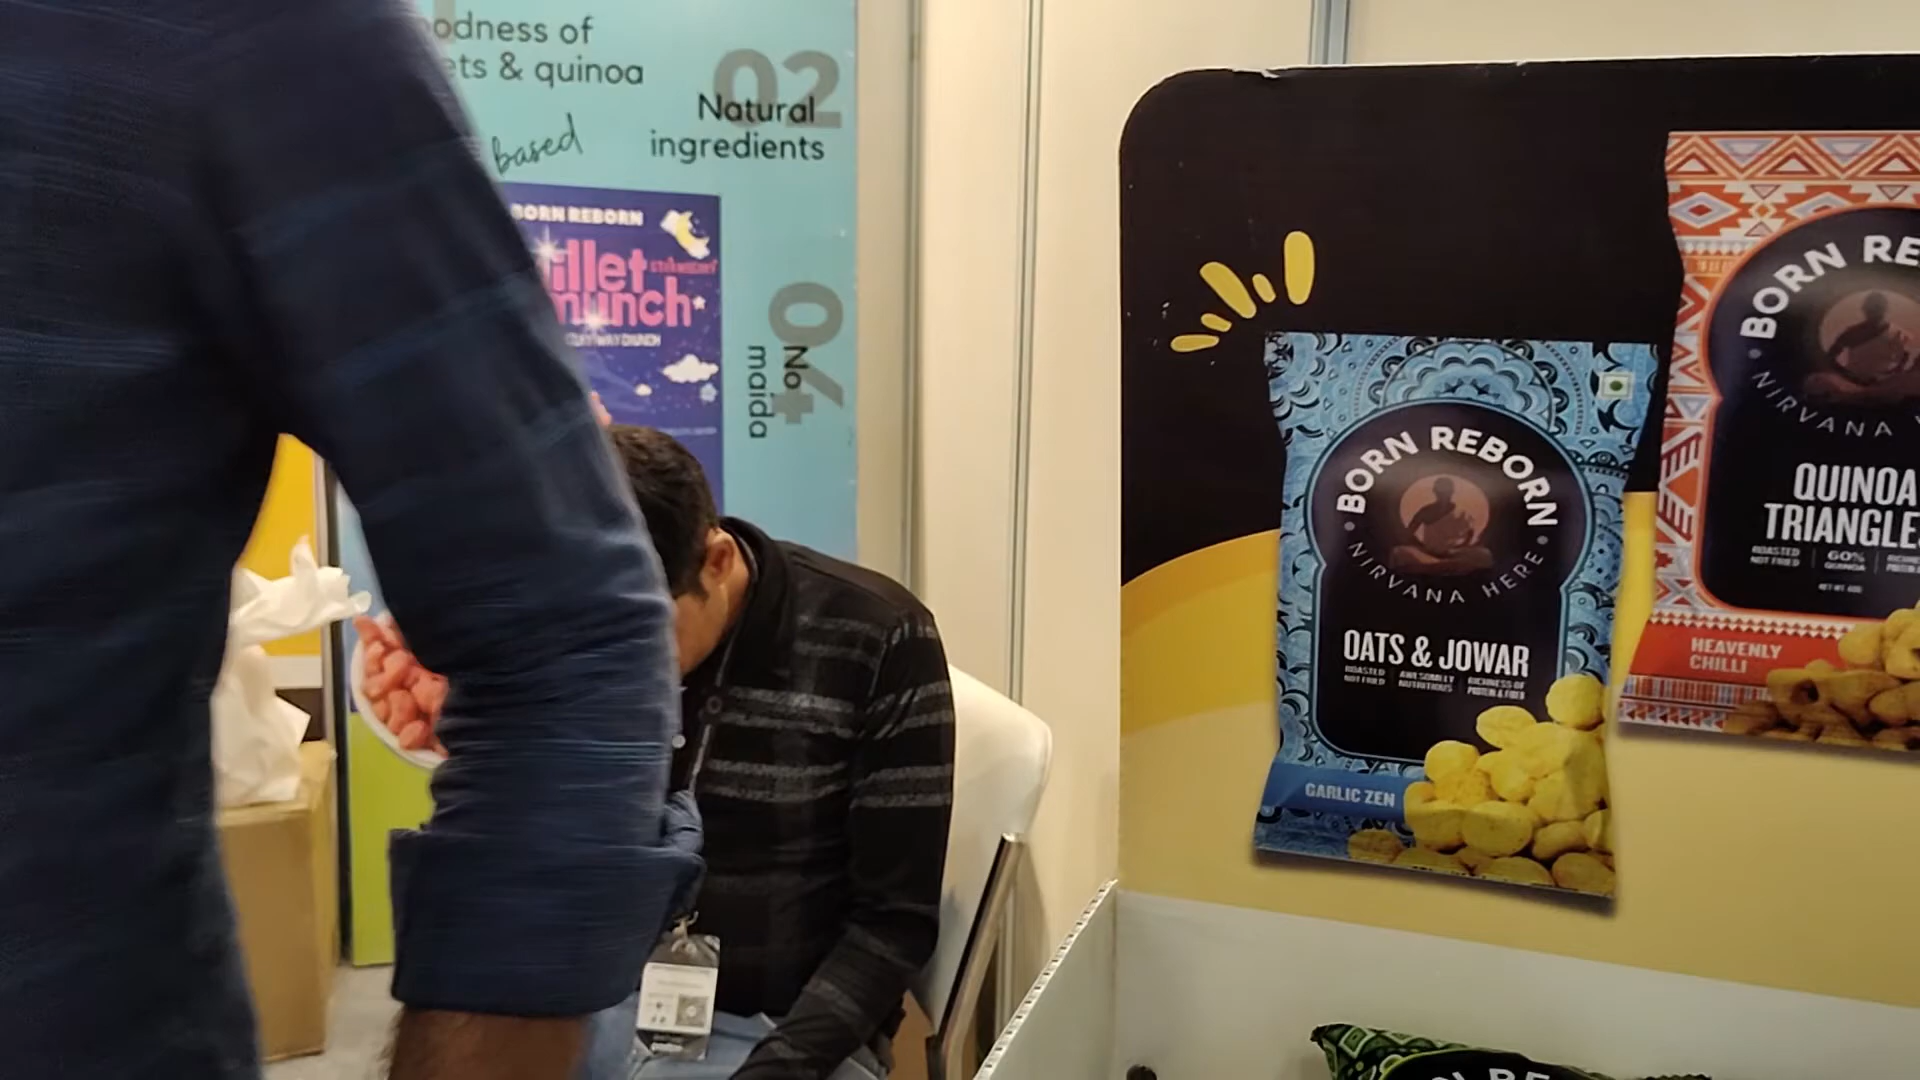 odness of
ets & quinoa
02
Natural
ingredients
based
BORN REBORN
illet
munch
STRAWBERRY
04
No
maida
BORN REBORN
NIRVANA HERE
OATS & JOWAR
ROASTED
NOT FRIED
AWESOMELY
NUTRITIOUS
RICHNESS OF
PROTEIN & FIBER
GARLIC ZEN
BORN RE
NIRVANA
QUINOA
TRIANGLE
ROASTED
NOT FRIED
60%
QUINOA
HEAVENLY
CHILLI